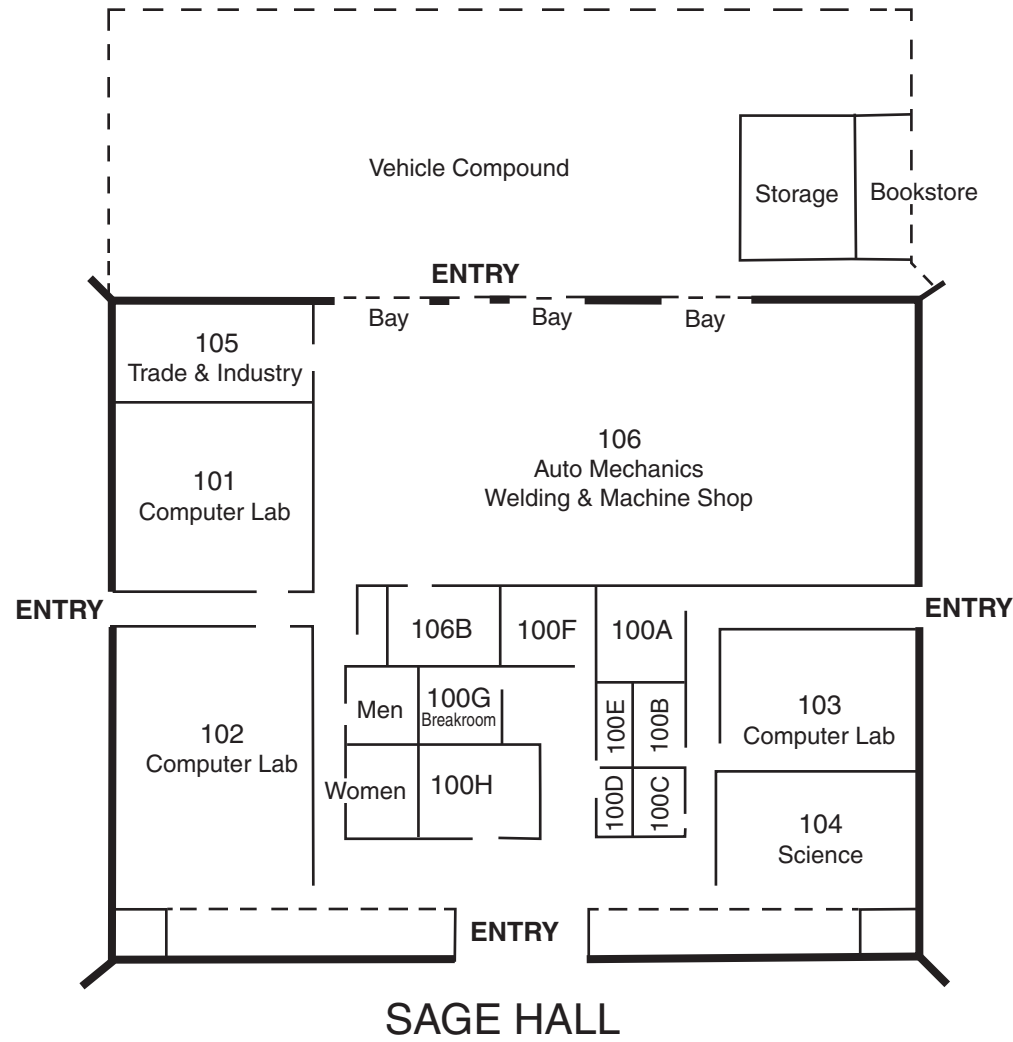 Vehicle Compound
Storage
Bookstore
ENTRY
Bay
Bay
Bay
105
Trade & Industry
106
Auto Mechanics
Welding & Machine Shop
101
Computer Lab
ENTRY
ENTRY
106B
100F
100A
Men
100G
Breakroom
100E
100B
103
Computer Lab
102
Computer Lab
Women
100H
100D
100C
104
Science
ENTRY
SAGE HALL